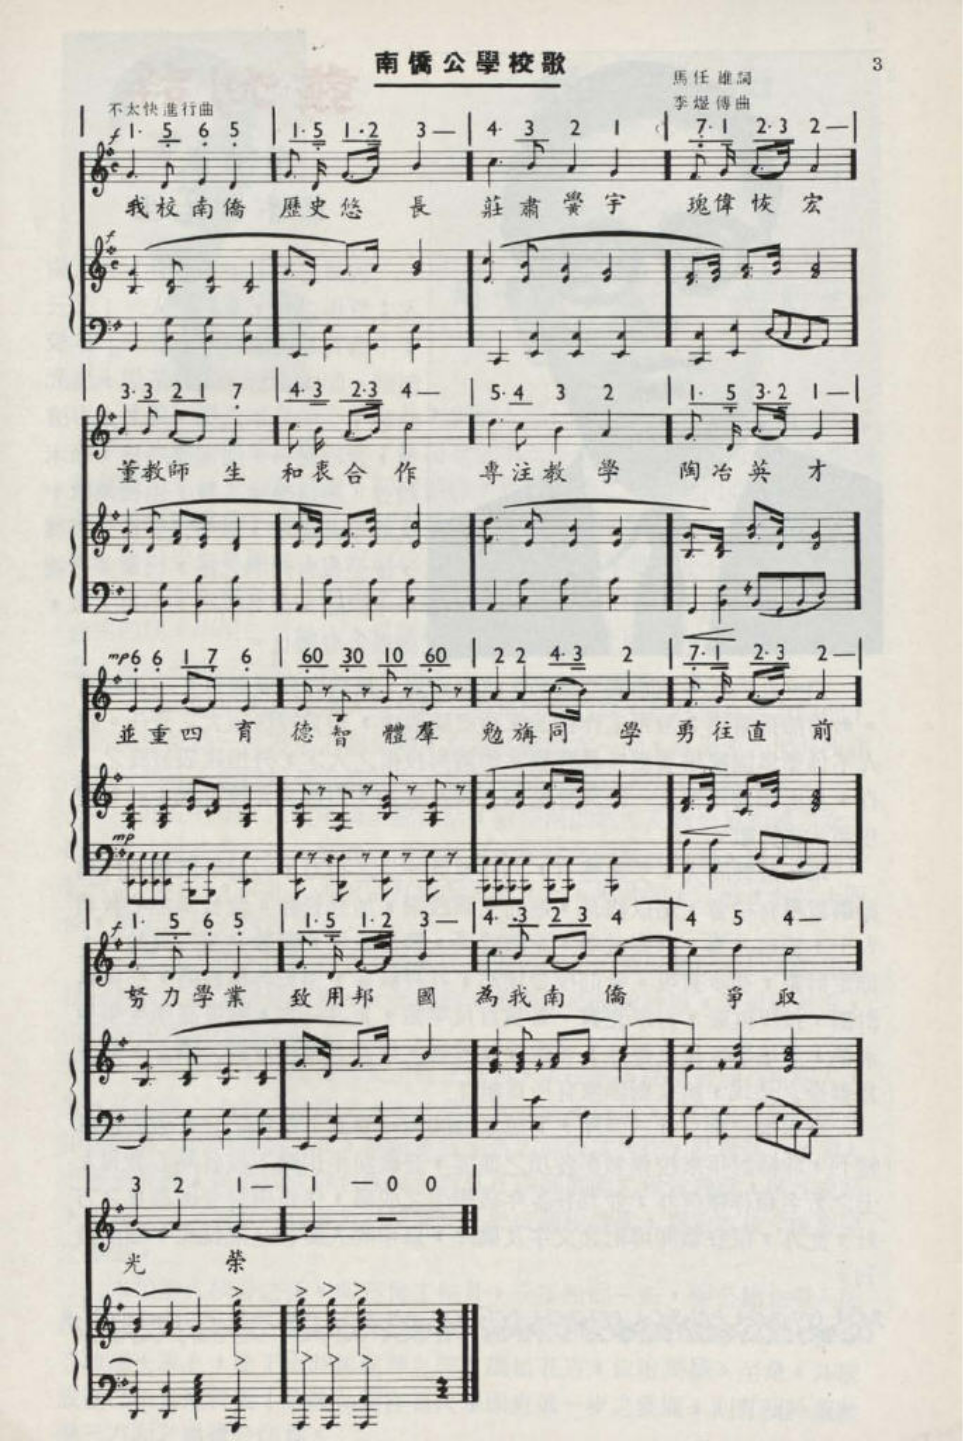 南僑公學校歌
3
馬任雄詞
李煜傳曲
不太快進行曲
f 1· 5 6 5 | 1· 5 1· 2 3 — | 4· 3 2 1 | 7· 1 2· 3 2 — |
我校南僑 歷史悠長 莊肅黌宇 瑰偉恢宏
f
3· 3 2 1 7 | 4· 3 2· 3 4 — | 5· 4 3 2 | 1· 5 3· 2 1 — |
董教師生 和衷合作 專注教學 陶冶英才
mp 6 6 1 7 6 | 60 30 10 60 | 2 2 4· 3 2 | 7· 1 2· 3 2 — |
並重四育 德智體羣 勉旃同學 勇往直前
mp
f 1· 5 6 5 | 1· 5 1· 2 3 — | 4· 3 2 3 4 | 4 5 4 — |
努力學業 致用邦國 為我南僑 爭取
3 2 1 — | 1 — 0 0 |
光榮